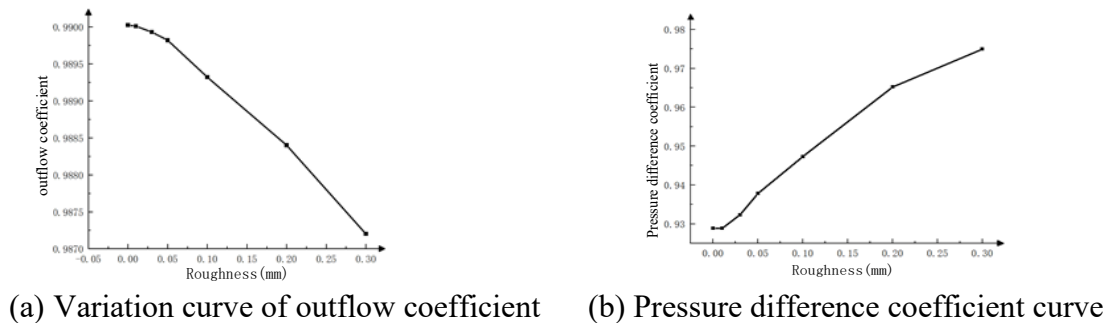 0.9900
0.9895
0.9890
0.9885
0.9880
0.9875
0.9870
outflow coefficient
-0.05 0.00 0.05 0.10 0.15 0.20 0.25 0.30
Roughness(mm)
0.98
0.97
0.96
0.95
0.94
0.93
Pressure difference coefficient
0.00 0.05 0.10 0.15 0.20 0.25 0.30
Roughness(mm)
(a) Variation curve of outflow coefficient
(b) Pressure difference coefficient curve